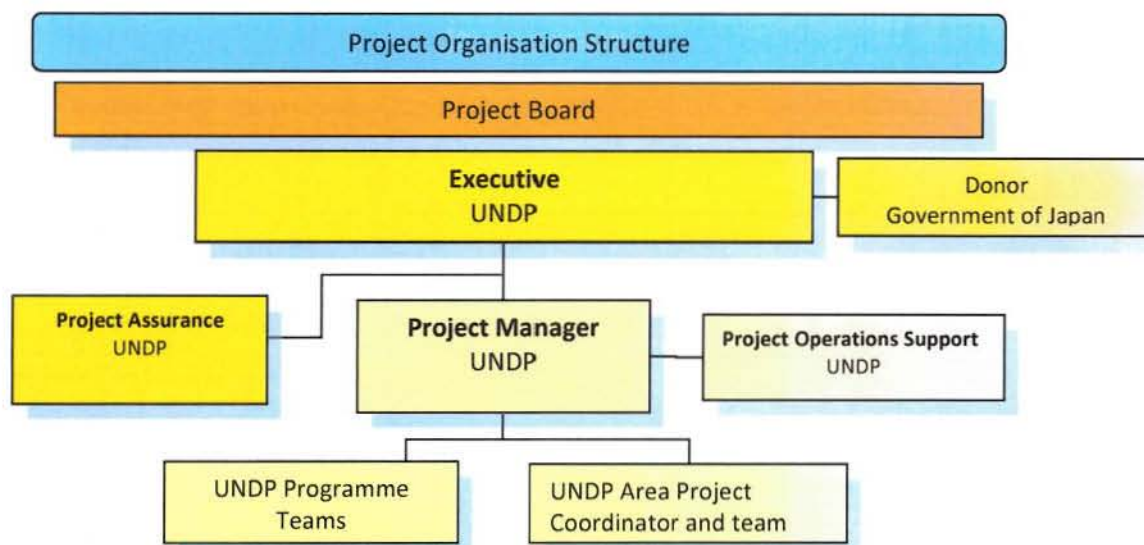 Project Organisation Structure
Project Board
Executive
UNDP
Donor
Government of Japan
Project Assurance
UNDP
Project Manager
UNDP
Project Operations Support
UNDP
UNDP Programme
Teams
UNDP Area Project
Coordinator and team